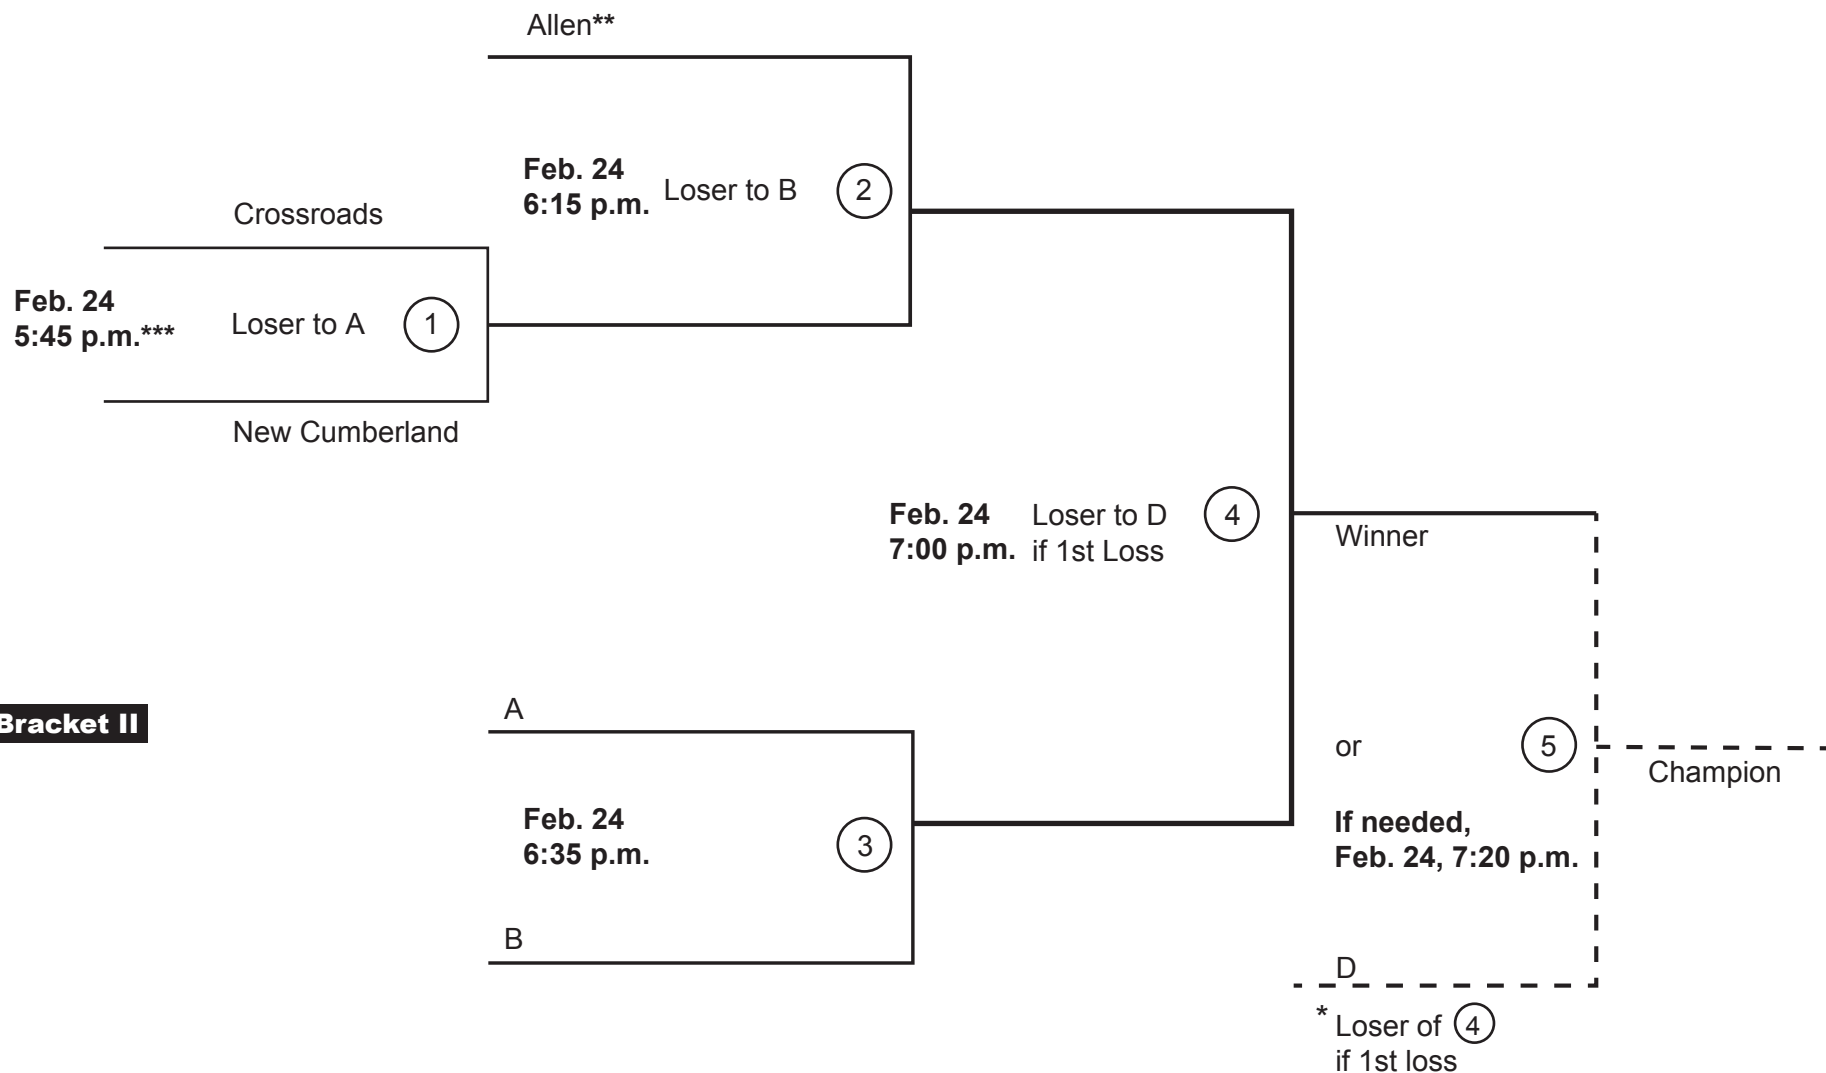 Allen**
Feb. 24
6:15 p.m.
Loser to B
2
Crossroads
Feb. 24
5:45 p.m.***
Loser to A
1
New Cumberland
Feb. 24
7:00 p.m.
Loser to D
if 1st Loss
4
Winner
Bracket II
A
or
5
Champion
Feb. 24
6:35 p.m.
3
If needed,
Feb. 24, 7:20 p.m.
B
D
* Loser of 4
if 1st loss